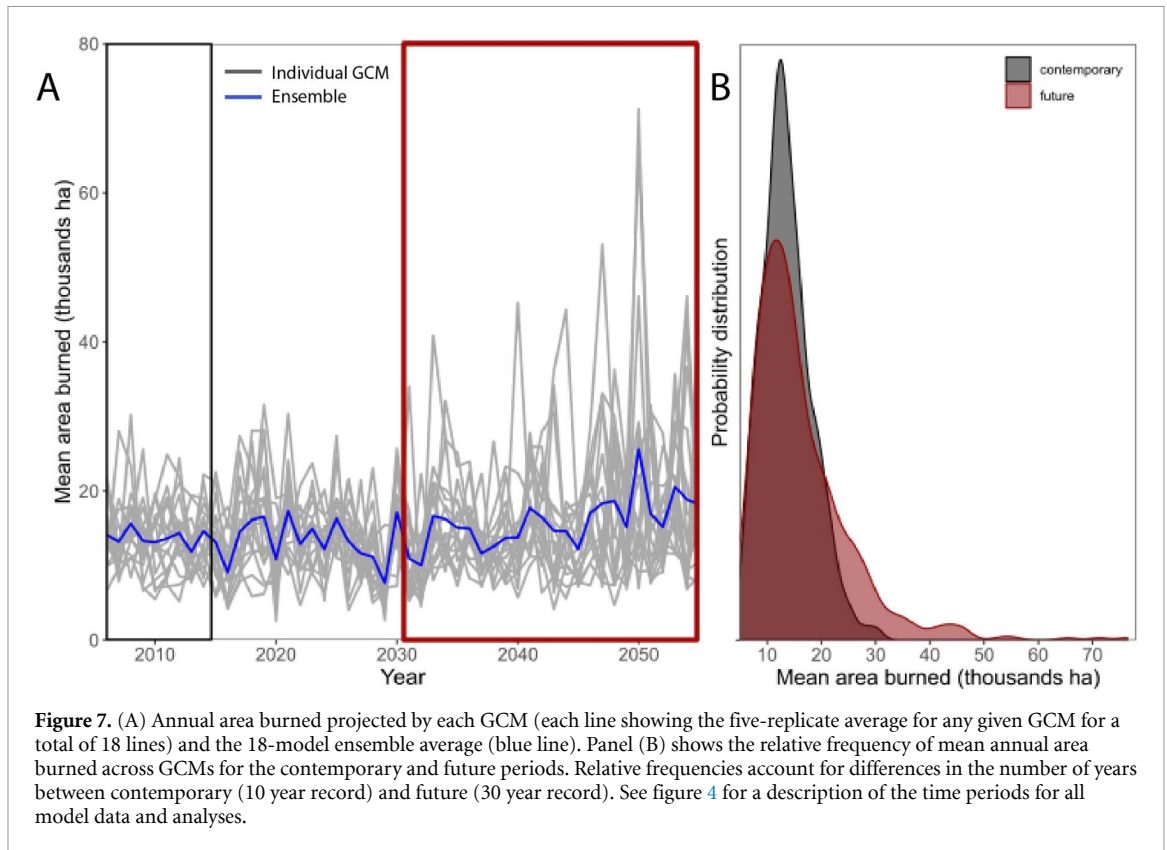 A
Individual GCM
Ensemble
80
60
40
20
0
Mean area burned (thousands ha)
2010
2020
2030
2040
2050
Year
B
contemporary
future
Probability distribution
10
20
30
40
50
60
70
Mean area burned (thousands ha)
Figure 7. (A) Annual area burned projected by each GCM (each line showing the five-replicate average for any given GCM for a
total of 18 lines) and the 18-model ensemble average (blue line). Panel (B) shows the relative frequency of mean annual area
burned across GCMs for the contemporary and future periods. Relative frequencies account for differences in the number of years
between contemporary (10 year record) and future (30 year record). See figure 4 for a description of the time periods for all
model data and analyses.